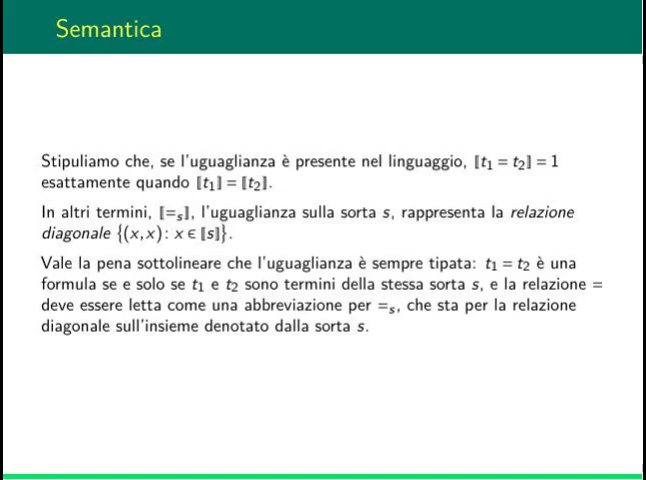 Semantica
Stipuliamo che, se l'uguaglianza è presente nel linguaggio, ⟦t₁ = t₂⟧ = 1
esattamente quando ⟦t₁⟧ = ⟦t₂⟧.
In altri termini, ⟦=ₛ⟧, l'uguaglianza sulla sorta s, rappresenta la relazione
diagonale {(x,x): x ∈ ⟦s⟧}.
Vale la pena sottolineare che l'uguaglianza è sempre tipata: t₁ = t₂ è una
formula se e solo se t₁ e t₂ sono termini della stessa sorta s, e la relazione =
deve essere letta come una abbreviazione per =ₛ, che sta per la relazione
diagonale sull'insieme denotato dalla sorta s.